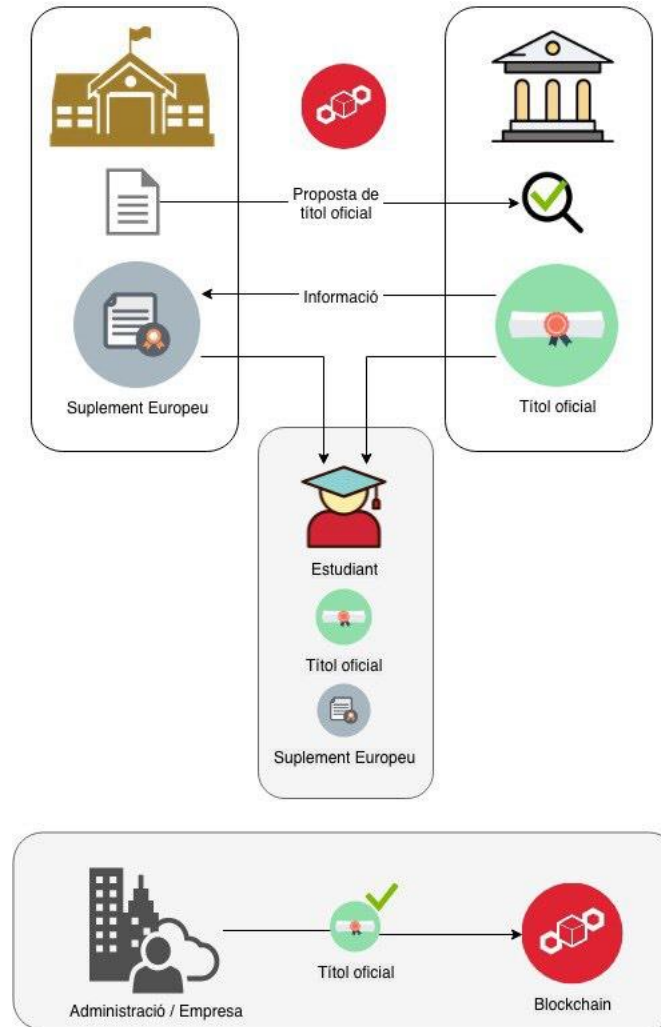 Proposta de
títol oficial
Informació
Suplement Europeu
Títol oficial
Estudiant
Títol oficial
Suplement Europeu
Títol oficial
Administració / Empresa
Blockchain